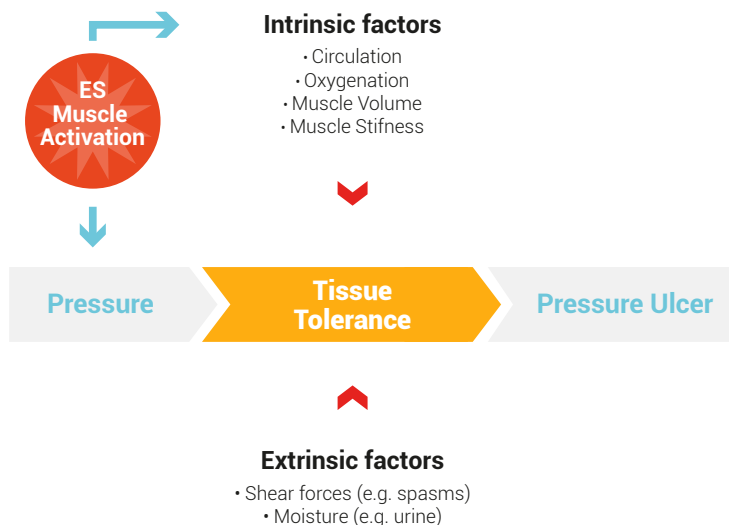 Intrinsic factors
• Circulation
• Oxygenation
• Muscle Volume
• Muscle Stifness
ES
Muscle
Activation
Pressure
Tissue
Tolerance
Pressure Ulcer
Extrinsic factors
• Shear forces (e.g. spasms)
• Moisture (e.g. urine)